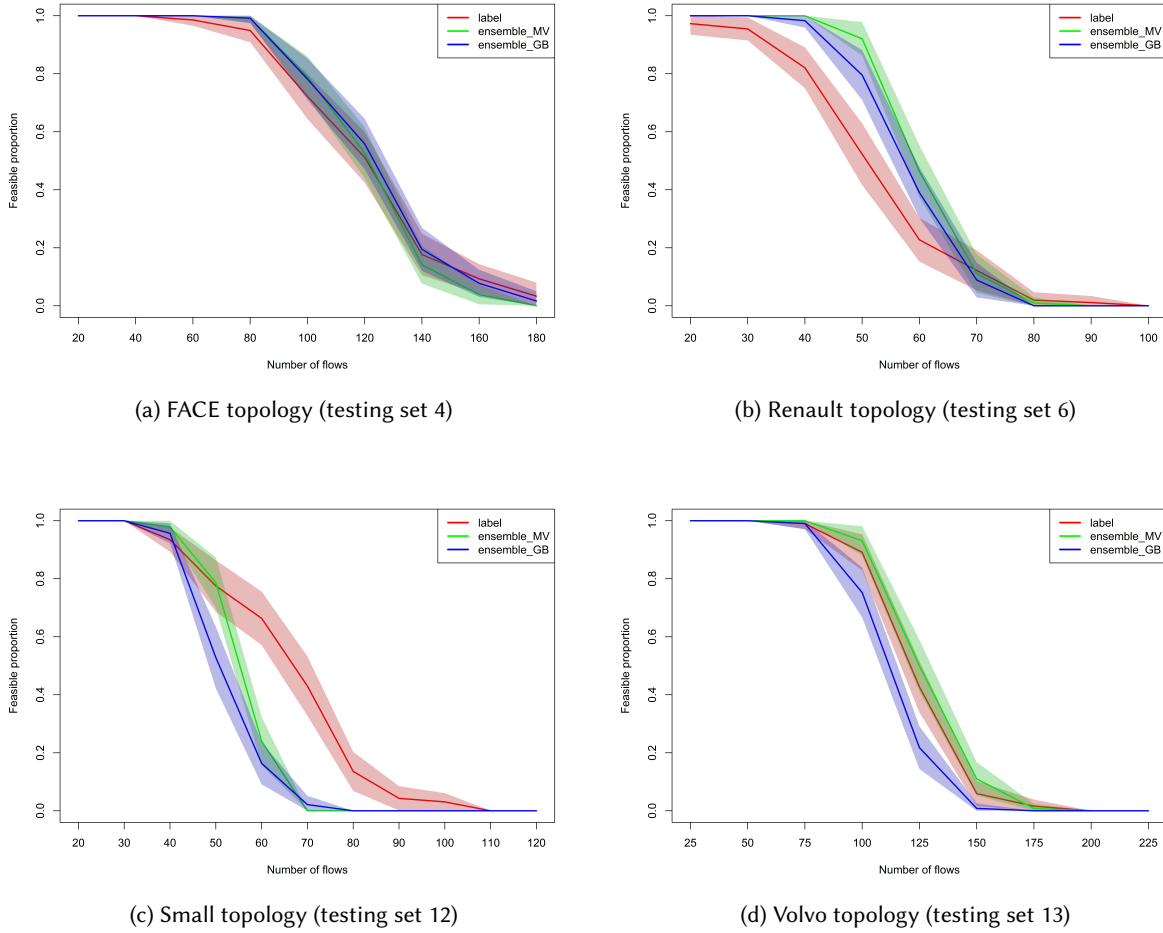 label
ensemble_MV
ensemble_GB
Feasible proportion
0.0 0.2 0.4 0.6 0.8 1.0
20 40 60 80 100 120 140 160 180
Number of flows
(a) FACE topology (testing set 4)
label
ensemble_MV
ensemble_GB
Feasible proportion
0.0 0.2 0.4 0.6 0.8 1.0
20 30 40 50 60 70 80 90 100
Number of flows
(b) Renault topology (testing set 6)
label
ensemble_MV
ensemble_GB
Feasible proportion
0.0 0.2 0.4 0.6 0.8 1.0
20 30 40 50 60 70 80 90 100 110 120
Number of flows
(c) Small topology (testing set 12)
label
ensemble_MV
ensemble_GB
Feasible proportion
0.0 0.2 0.4 0.6 0.8 1.0
25 50 75 100 125 150 175 200 225
Number of flows
(d) Volvo topology (testing set 13)